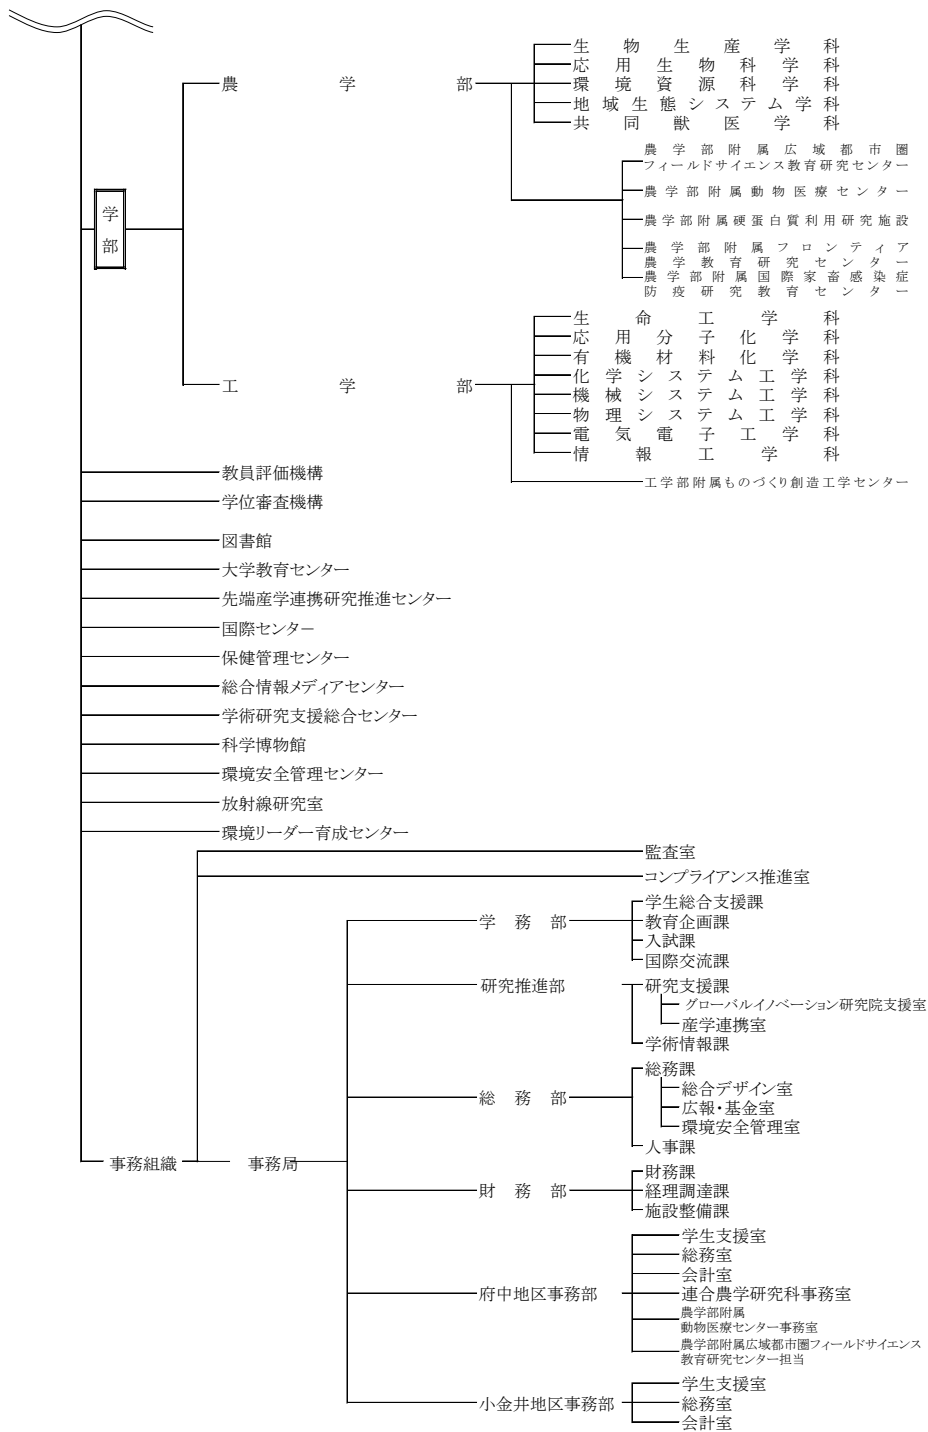 学部
農学部
生物生産学科
応用生物科学科
環境資源科学科
地域生態システム学科
共同獣医学科
農学部附属広域都市圏
フィールドサイエンス教育研究センター
農学部附属動物医療センター
農学部附属硬蛋白質利用研究施設
農学部附属フロンティア
農学教育研究センター
農学部附属国際家畜感染症
防疫研究教育センター
工学部
生命工学科
応用分子化学科
有機材料化学科
化学システム工学科
機械システム工学科
物理システム工学科
電気電子工学科
情報工学科
工学部附属ものづくり創造工学センター
教員評価機構
学位審査機構
図書館
大学教育センター
先端産学連携研究推進センター
国際センター
保健管理センター
総合情報メディアセンター
学術研究支援総合センター
科学博物館
環境安全管理センター
放射線研究室
環境リーダー育成センター
事務組織
監査室
コンプライアンス推進室
事務局
学務部
学生総合支援課
教育企画課
入試課
国際交流課
研究推進部
研究支援課
グローバルイノベーション研究院支援室
産学連携室
学術情報課
総務部
総務課
総合デザイン室
広報・基金室
環境安全管理室
人事課
財務部
財務課
経理調達課
施設整備課
府中地区事務部
学生支援室
総務室
会計室
連合農学研究科事務室
農学部附属
動物医療センター事務室
農学部附属広域都市圏フィールドサイエンス
教育研究センター担当
小金井地区事務部
学生支援室
総務室
会計室